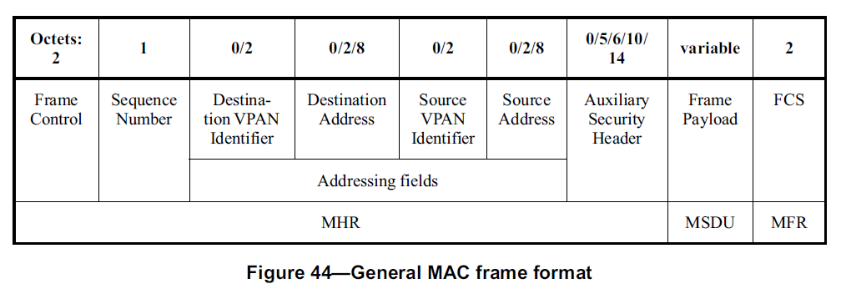 Octets:
2
1
0/2
0/2/8
0/2
0/2/8
0/5/6/10/
14
variable
2
Frame
Control
Sequence
Number
Destina-
tion VPAN
Identifier
Destination
Address
Source
VPAN
Identifier
Source
Address
Auxiliary
Security
Header
Frame
Payload
FCS
Addressing fields
MHR
MSDU
MFR
Figure 44—General MAC frame format